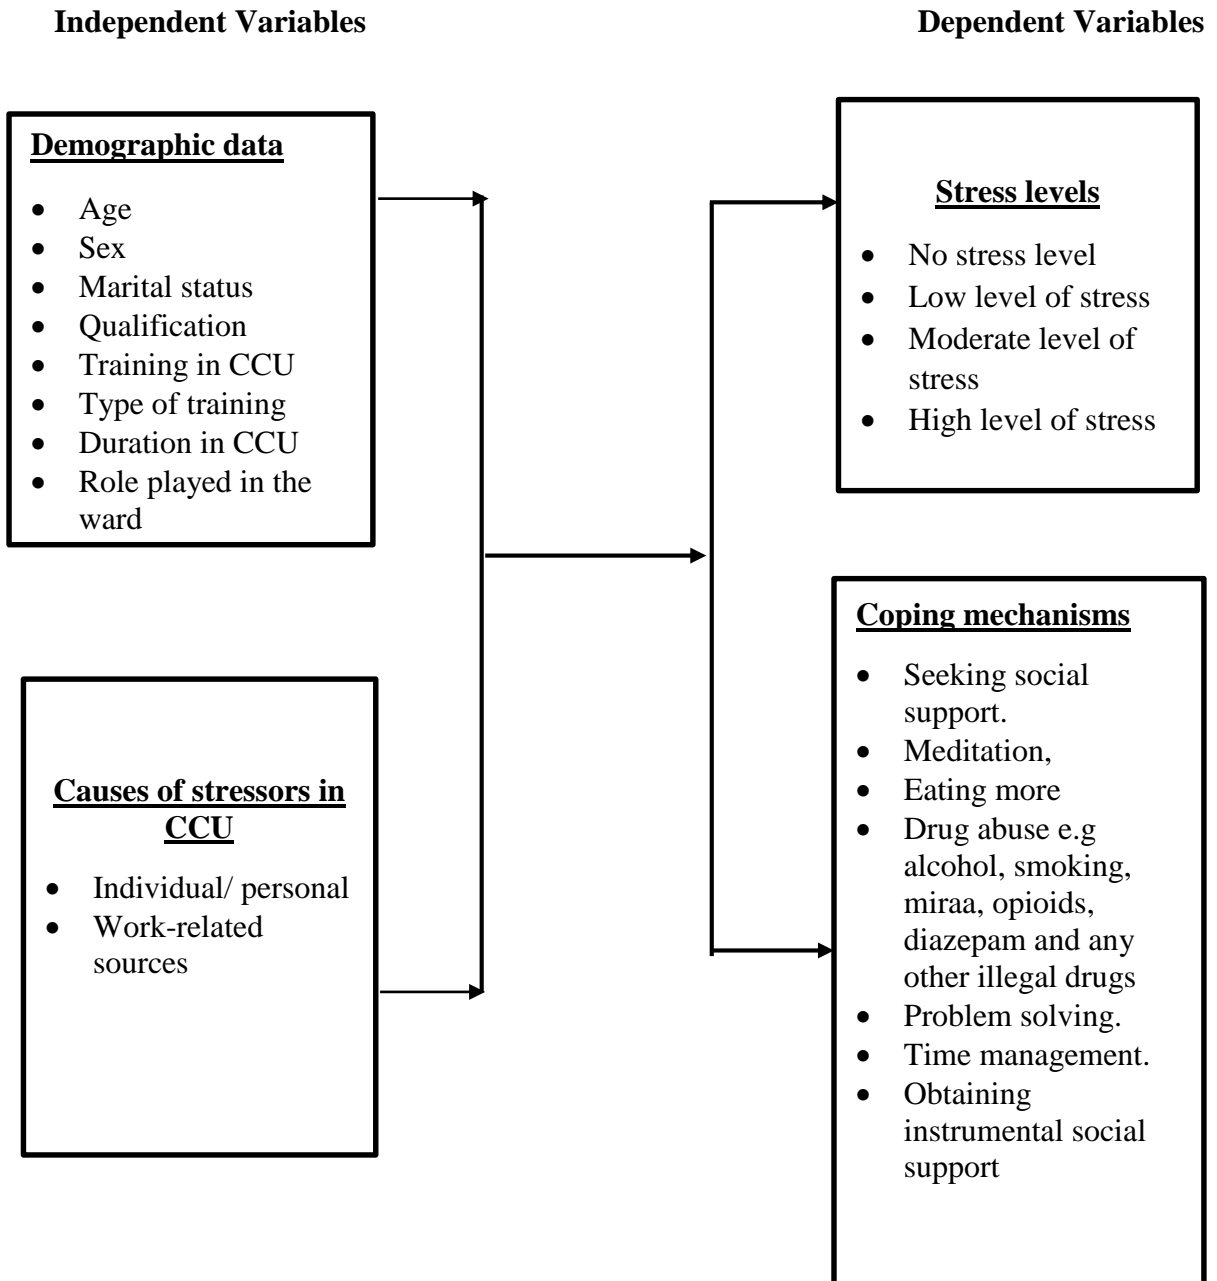 Independent Variables
Dependent Variables
Demographic data
• Age
• Sex
• Marital status
• Qualification
• Training in CCU
• Type of training
• Duration in CCU
• Role played in the
ward
Causes of stressors in
CCU
• Individual/ personal
• Work-related
sources
Stress levels
• No stress level
• Low level of stress
• Moderate level of
stress
• High level of stress
Coping mechanisms
• Seeking social
support.
• Meditation,
• Eating more
• Drug abuse e.g
alcohol, smoking,
miraa, opioids,
diazepam and any
other illegal drugs
• Problem solving.
• Time management.
• Obtaining
instrumental social
support